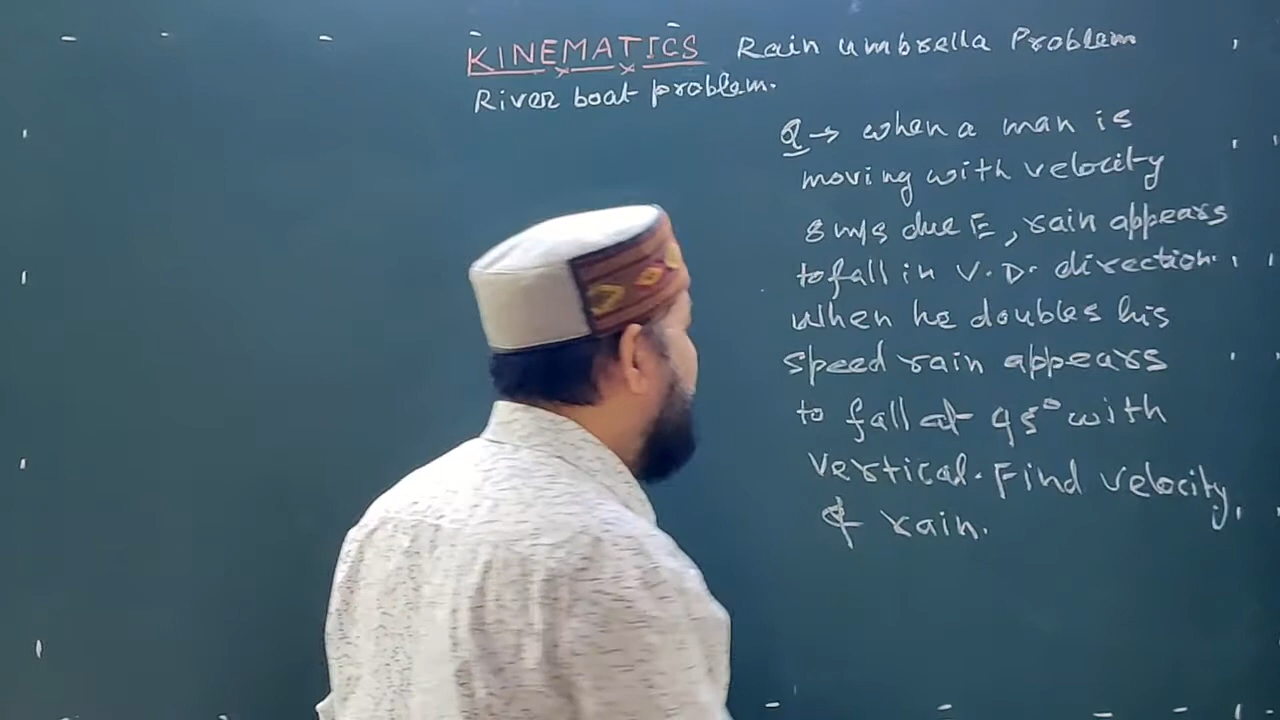 KINEMATICS Rain umbrella Problem
River boat problem.
Q → when a man is
moving with velocity
8 m/s due E, rain appears
to fall in V.D. direction.
When he doubles his
speed rain appears
to fall at 45° with
vertical. Find velocity
of rain.